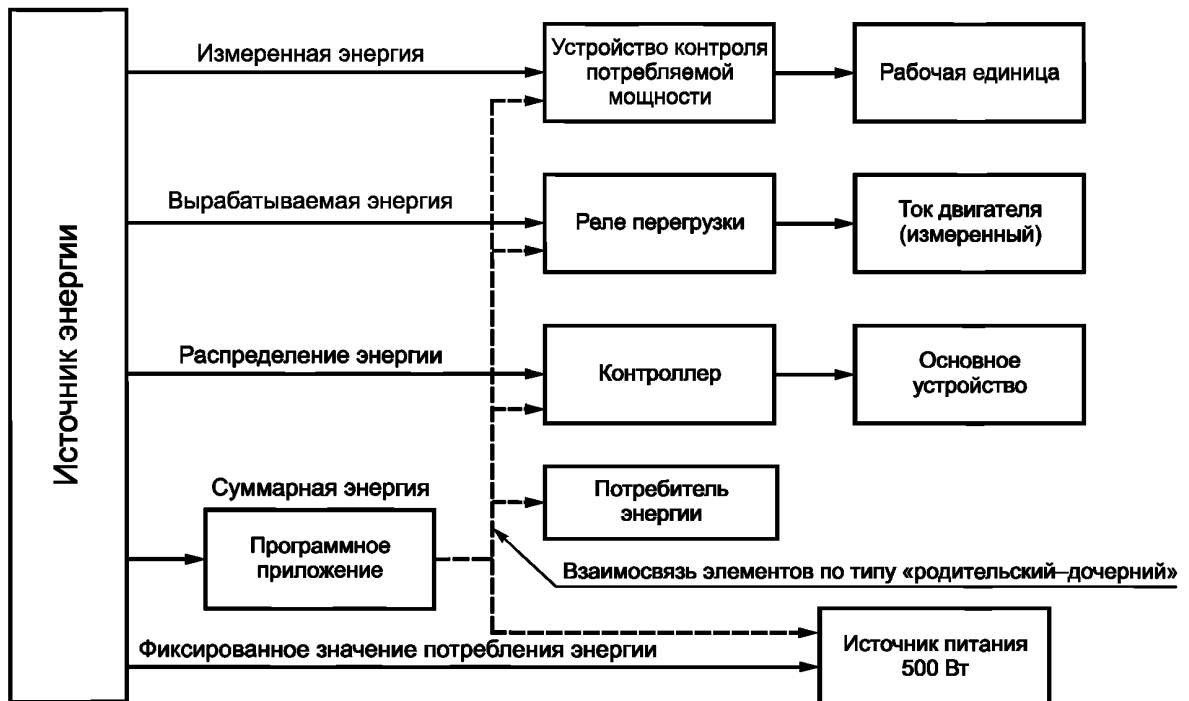 Источник энергии
Измеренная энергия
Устройство контроля
потребляемой
мощности
Рабочая единица
Вырабатываемая энергия
Реле перегрузки
Ток двигателя
(измеренный)
Распределение энергии
Контроллер
Основное
устройство
Суммарная энергия
Программное
приложение
Потребитель
энергии
Взаимосвязь элементов по типу «родительский–дочерний»
Фиксированное значение потребления энергии
Источник питания
500 Вт